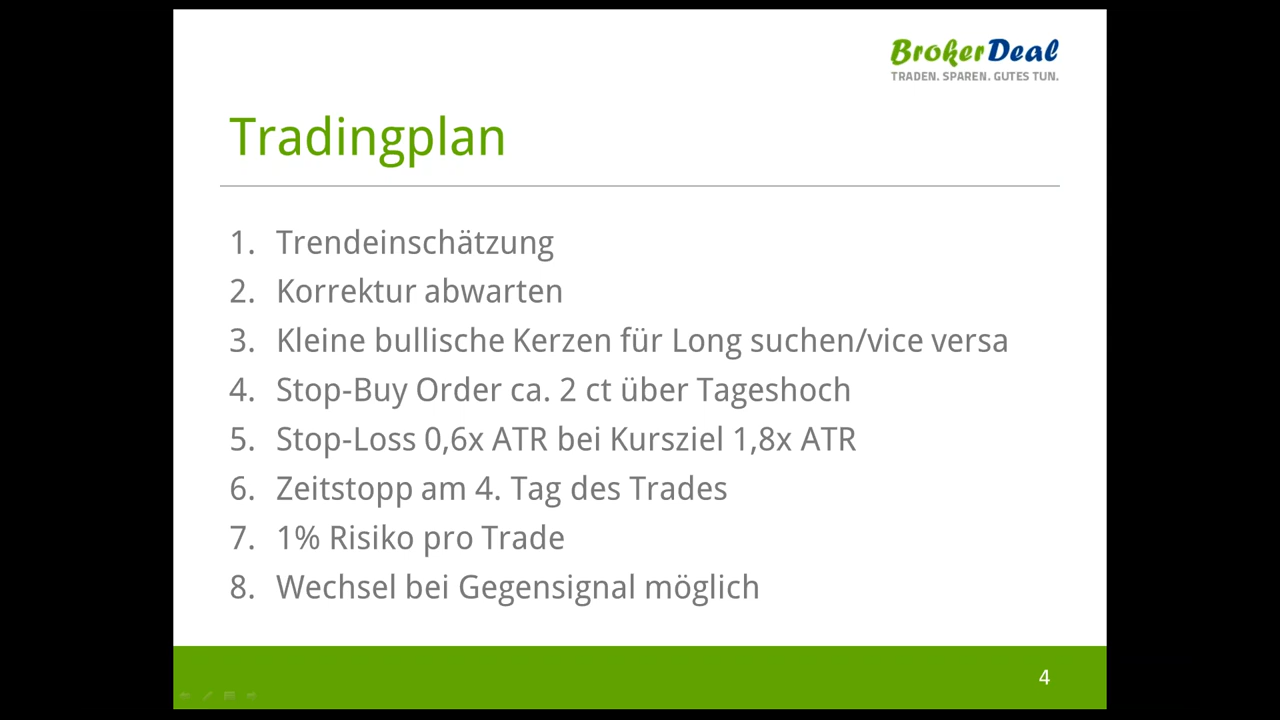 BrokerDeal
TRADEN. SPAREN. GUTES TUN.
Tradingplan
1. Trendeinschätzung
2. Korrektur abwarten
3. Kleine bullische Kerzen für Long suchen/vice versa
4. Stop-Buy Order ca. 2 ct über Tageshoch
5. Stop-Loss 0,6x ATR bei Kursziel 1,8x ATR
6. Zeitstopp am 4. Tag des Trades
7. 1% Risiko pro Trade
8. Wechsel bei Gegensignal möglich
4